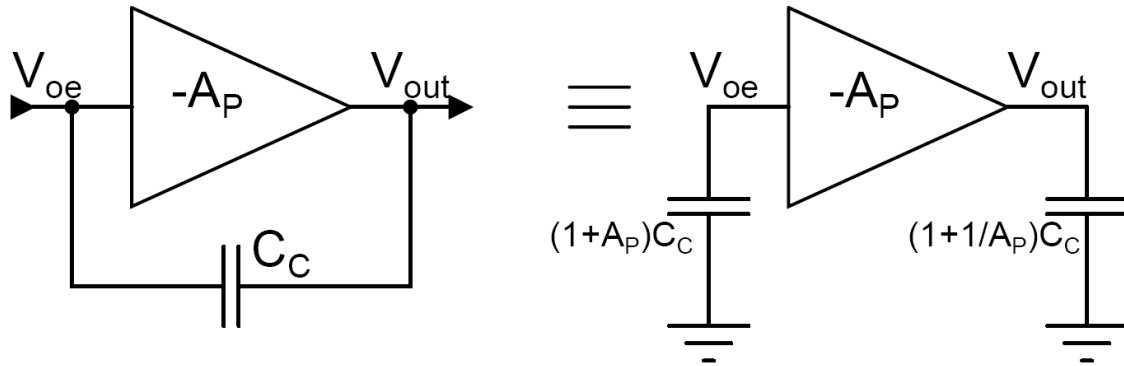 V_oe
-A_P
V_out
C_C
≡
V_oe
-A_P
V_out
(1+A_P)C_C
(1+1/A_P)C_C